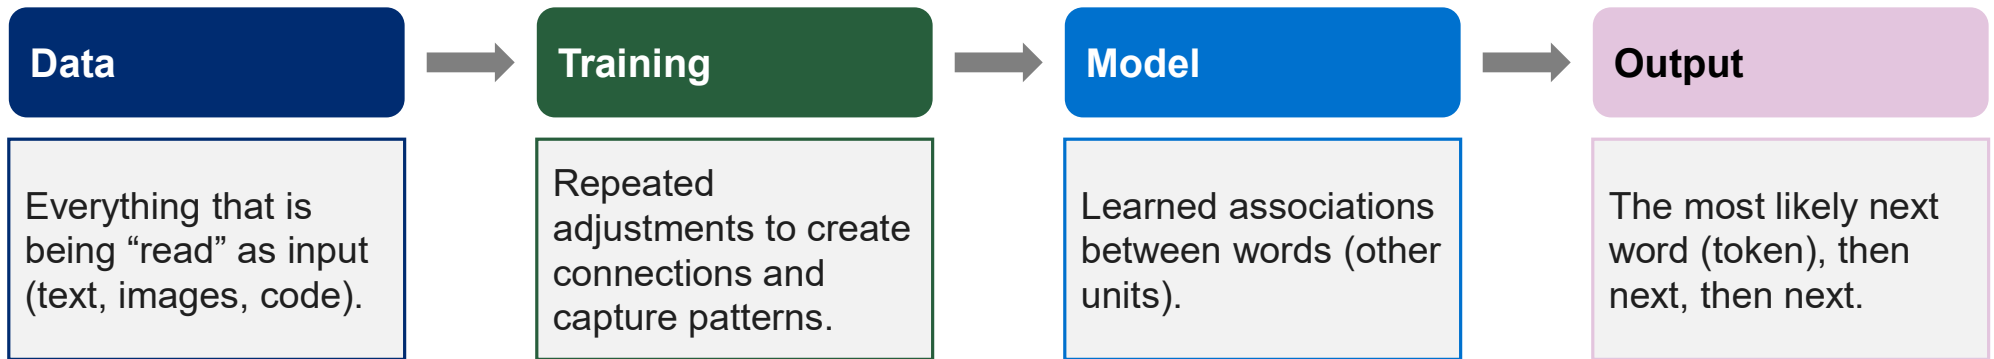 Data
Training
Model
Output
Everything that is
being “read” as input
(text, images, code).
Repeated
adjustments to create
connections and
capture patterns.
Learned associations
between words (other
units).
The most likely next
word (token), then
next, then next.